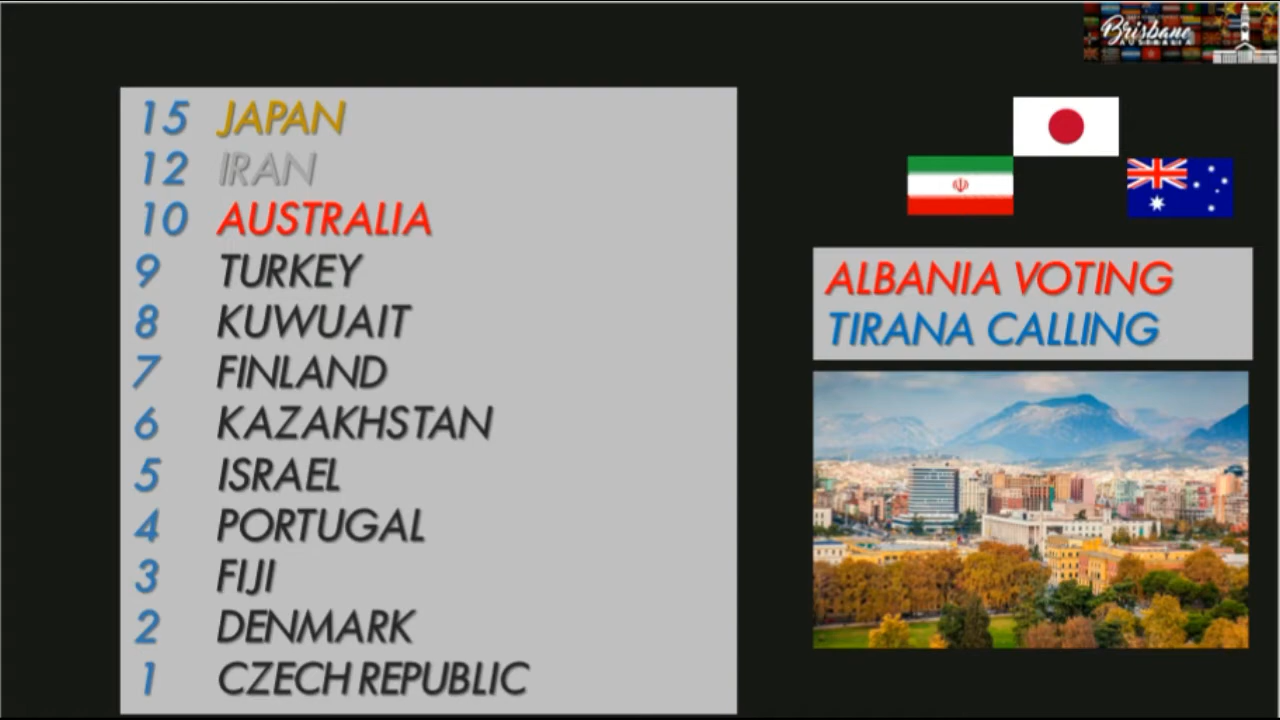 Brisbane
AUSTRALIA
15 JAPAN
12 IRAN
10 AUSTRALIA
9 TURKEY
8 KUWUAIT
7 FINLAND
6 KAZAKHSTAN
5 ISRAEL
4 PORTUGAL
3 FIJI
2 DENMARK
1 CZECH REPUBLIC
ALBANIA VOTING
TIRANA CALLING